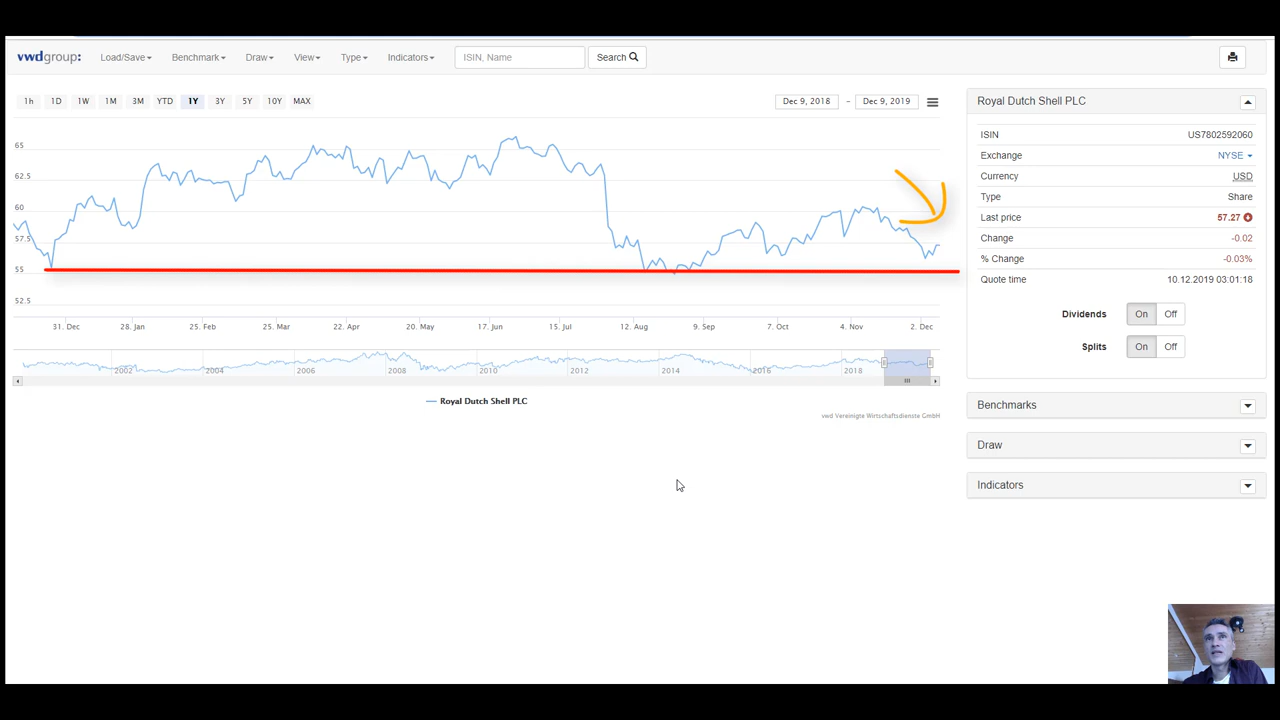 vwdgroup: Load/Save Benchmark Draw View Type Indicators ISIN, Name Search
1h 1D 1W 1M 3M YTD 1Y 3Y 5Y 10Y MAX Dec 9, 2018 – Dec 9, 2019
65
62.5
60
57.5
55
52.5
31. Dec 28. Jan 25. Feb 25. Mar 22. Apr 20. May 17. Jun 15. Jul 12. Aug 9. Sep 7. Oct 4. Nov 2. Dec
2002 2004 2006 2008 2010 2012 2014 2016 2018
Royal Dutch Shell PLC
vwd Vereinigte Wirtschaftsdienste GmbH
Royal Dutch Shell PLC
ISIN US7802592060
Exchange NYSE
Currency USD
Type Share
Last price 57.27
Change -0.02
% Change -0.03%
Quote time 10.12.2019 03:01:18
Dividends On Off
Splits On Off
Benchmarks
Draw
Indicators